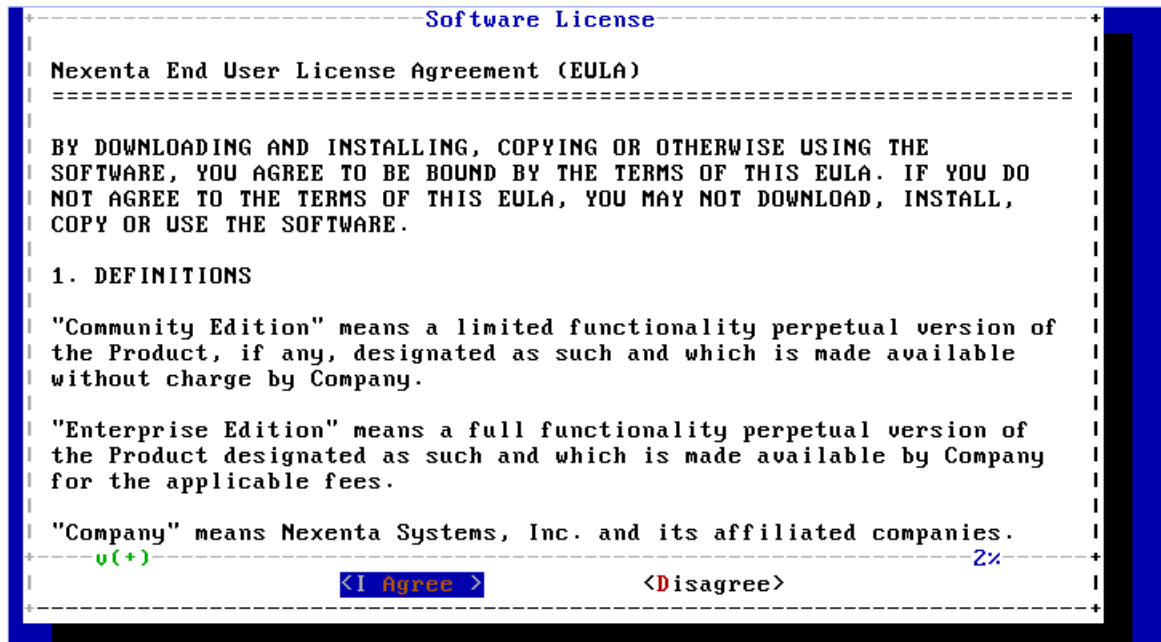 Software License
Nexenta End User License Agreement (EULA)
=======================================================================
BY DOWNLOADING AND INSTALLING, COPYING OR OTHERWISE USING THE
SOFTWARE, YOU AGREE TO BE BOUND BY THE TERMS OF THIS EULA. IF YOU DO
NOT AGREE TO THE TERMS OF THIS EULA, YOU MAY NOT DOWNLOAD, INSTALL,
COPY OR USE THE SOFTWARE.
1. DEFINITIONS
"Community Edition" means a limited functionality perpetual version of
the Product, if any, designated as such and which is made available
without charge by Company.
"Enterprise Edition" means a full functionality perpetual version of
the Product designated as such and which is made available by Company
for the applicable fees.
"Company" means Nexenta Systems, Inc. and its affiliated companies.
v(+) 2%
<I Agree > <Disagree>